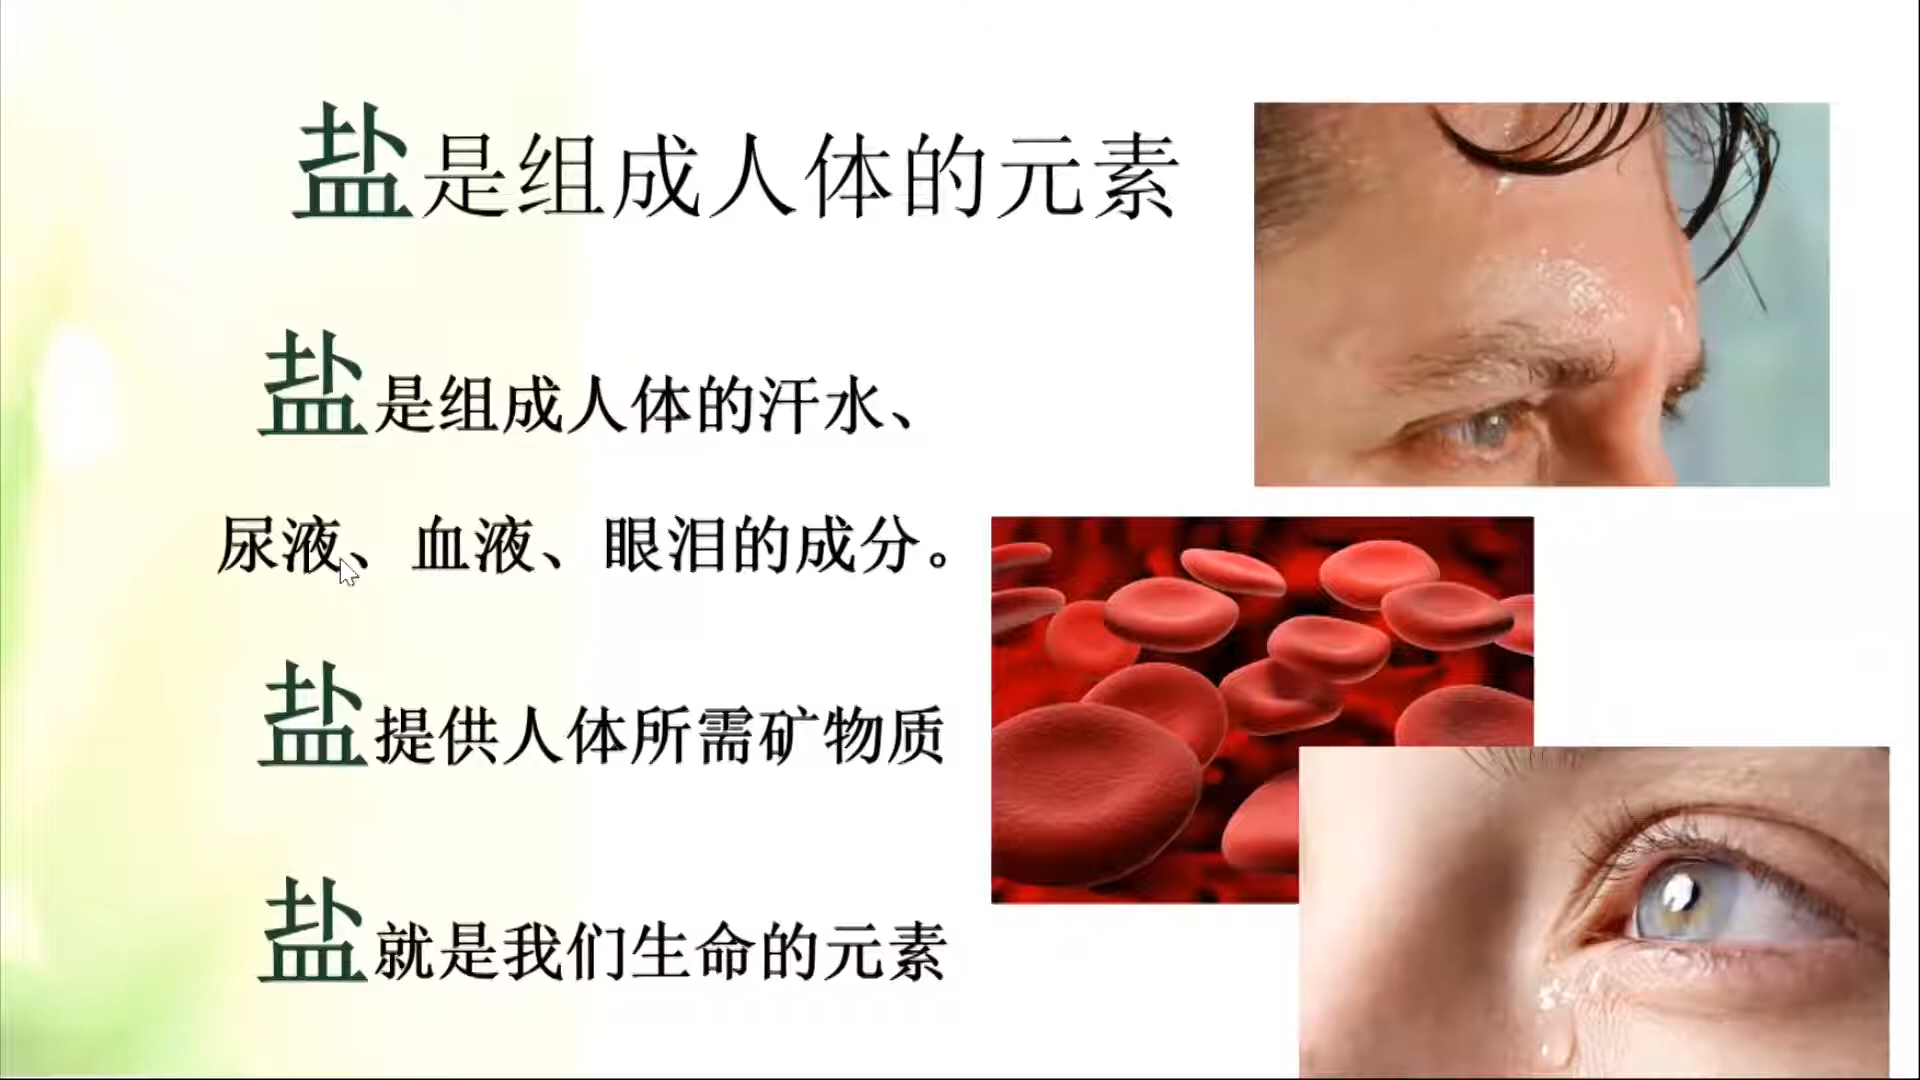 盐是组成人体的元素
盐是组成人体的汗水、
尿液、血液、眼泪的成分。
盐提供人体所需矿物质
盐就是我们生命的元素